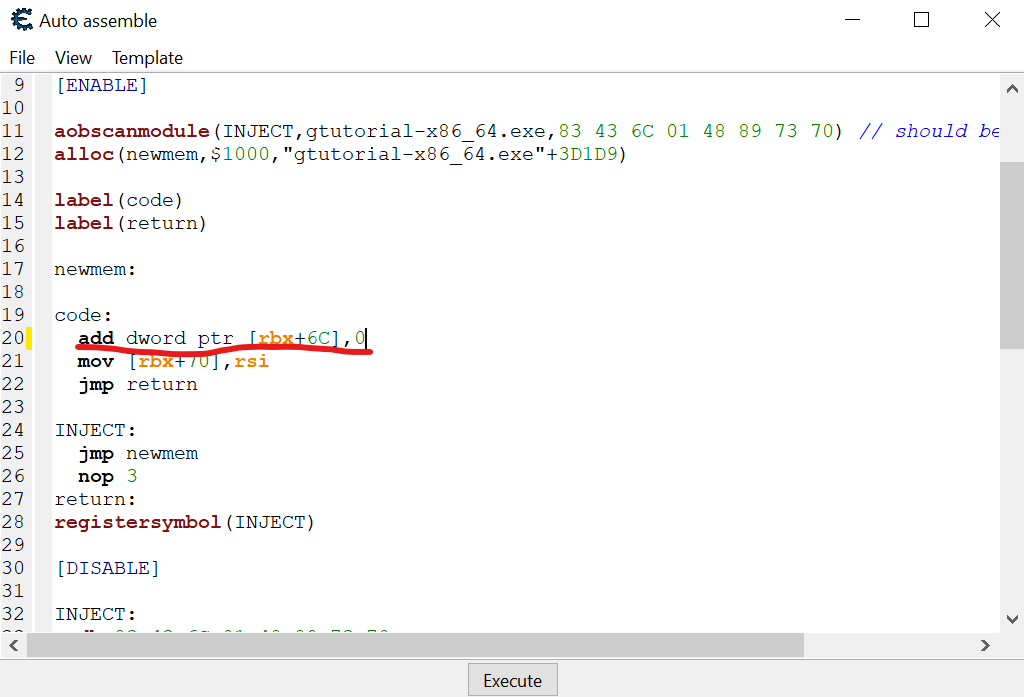 Auto assemble
File View Template
9 [ENABLE]
10
11 aobscanmodule(INJECT,gtutorial-x86_64.exe,83 43 6C 01 48 89 73 70) // should be
12 alloc(newmem,$1000,"gtutorial-x86_64.exe"+3D1D9)
13
14 label(code)
15 label(return)
16
17 newmem:
18
19 code:
20 add dword ptr [rbx+6C],0
21 mov [rbx+70],rsi
22 jmp return
23
24 INJECT:
25 jmp newmem
26 nop 3
27 return:
28 registersymbol(INJECT)
29
30 [DISABLE]
31
32 INJECT:
Execute